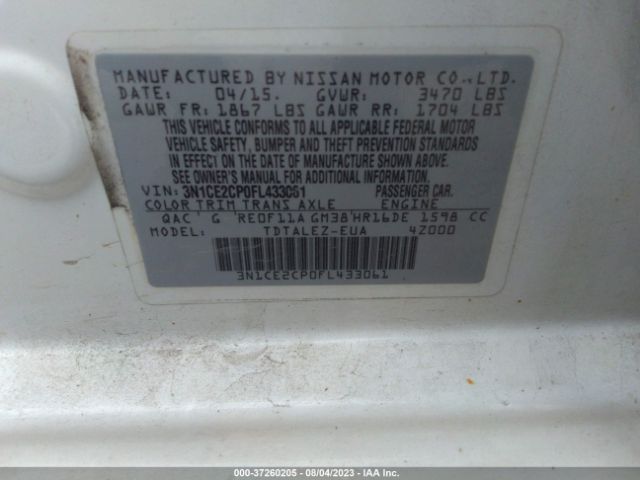 MANUFACTURED BY NISSAN MOTOR CO., LTD.
DATE: 04/15. GVWR: 3470 LBS
GAWR FR: 1867 LBS GAWR RR: 1704 LBS
THIS VEHICLE CONFORMS TO ALL APPLICABLE FEDERAL MOTOR
VEHICLE SAFETY, BUMPER AND THEFT PREVENTION STANDARDS
IN EFFECT ON THE DATE OF MANUFACTURE SHOWN ABOVE.
SEE OWNER'S MANUAL FOR ADDITIONAL INFORMATION.
VIN: 3N1CE2CP0FL433061 PASSENGER CAR.
COLOR TRIM TRANS AXLE ENGINE
QAC G RE0F11A GM38 HR16DE 1598 CC
MODEL: TDTALEZ-EUA 4Z000
3N1CE2CP0FL433061
000-37260205 - 08/04/2023 - IAAI.COM